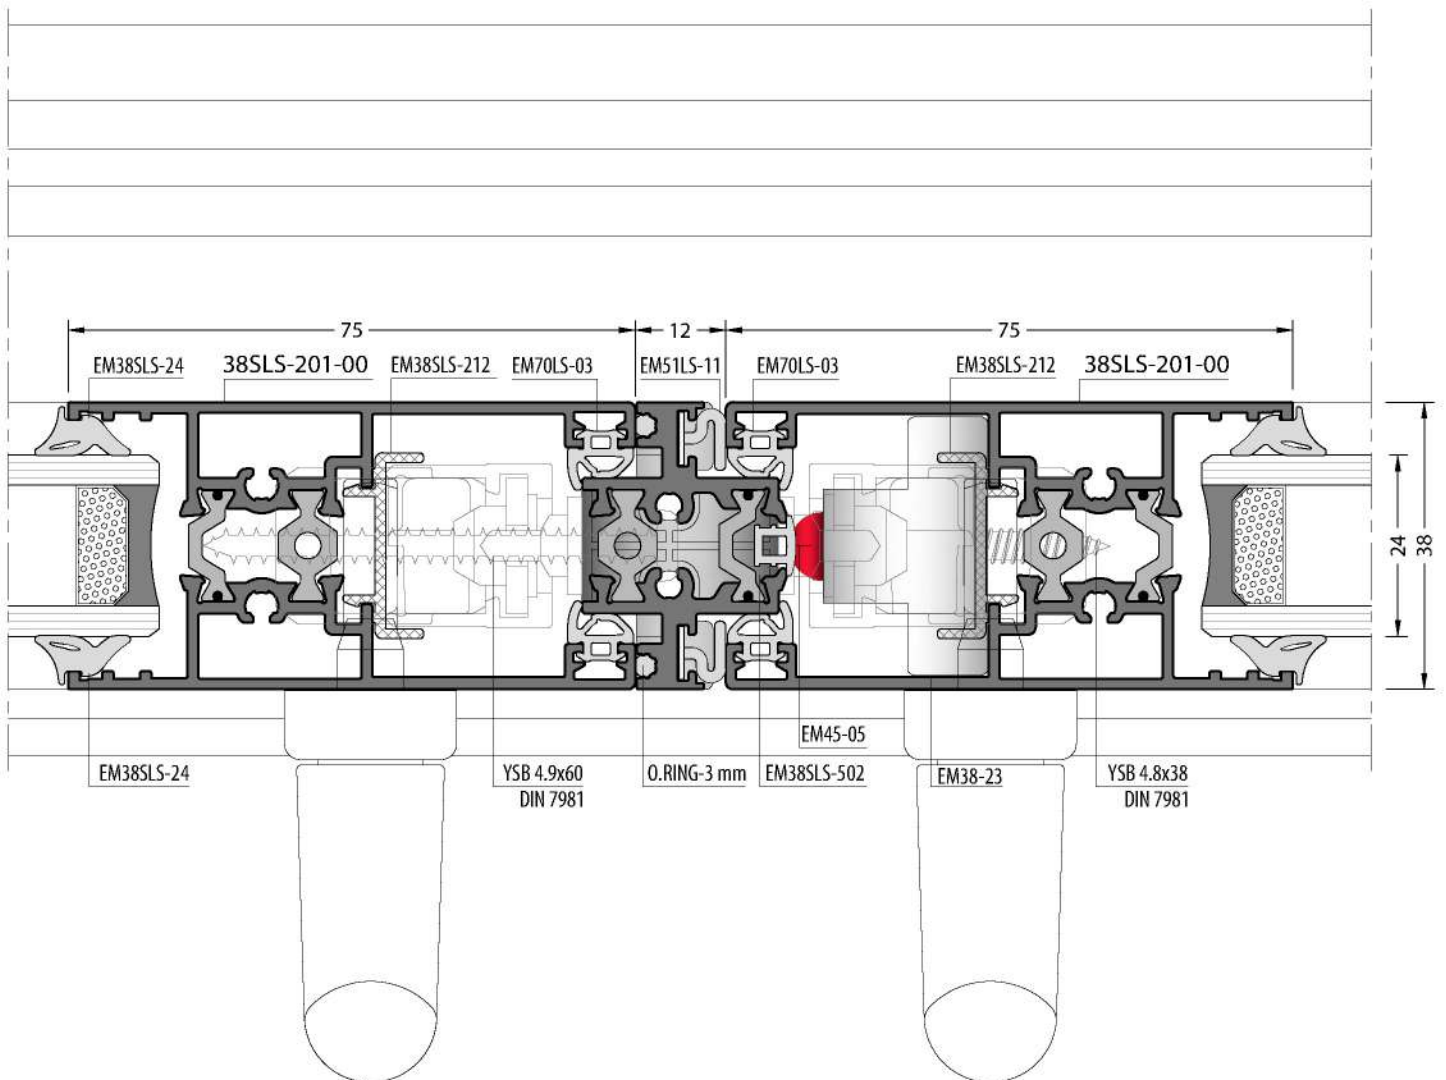 75
12
75
EM38SLS-24
38SLS-201-00
EM38SLS-212
EM70LS-03
EM51LS-11
EM70LS-03
EM38SLS-212
38SLS-201-00
24
38
EM45-05
EM38SLS-24
YSB 4.9x60
DIN 7981
O.RING-3 mm
EM38SLS-502
EM38-23
YSB 4.8x38
DIN 7981